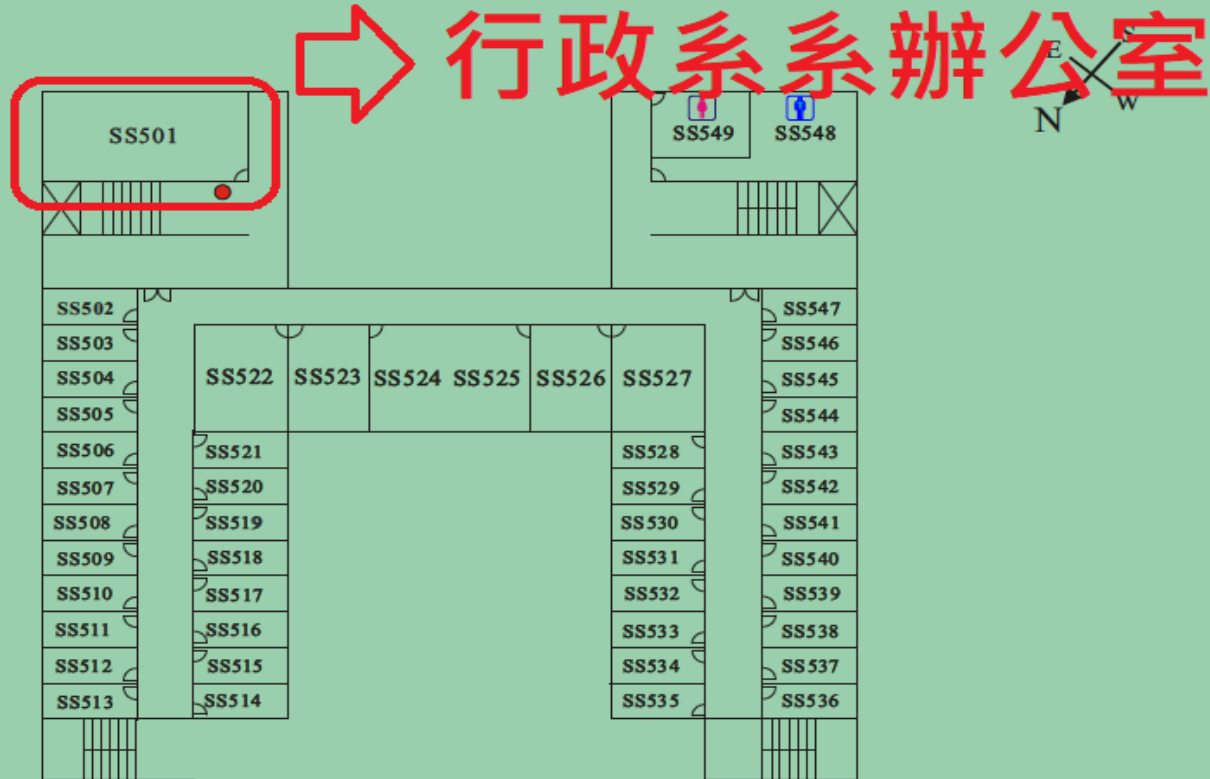 行政系系辦公室
S
E
W
N
SS501
SS549 SS548
SS502 SS547
SS503 SS546
SS522 SS523 SS524 SS525 SS526 SS527
SS504 SS545
SS505 SS544
SS506 SS521 SS528 SS543
SS507 SS520 SS529 SS542
SS508 SS519 SS530 SS541
SS509 SS518 SS531 SS540
SS510 SS517 SS532 SS539
SS511 SS516 SS533 SS538
SS512 SS515 SS534 SS537
SS513 SS514 SS535 SS536